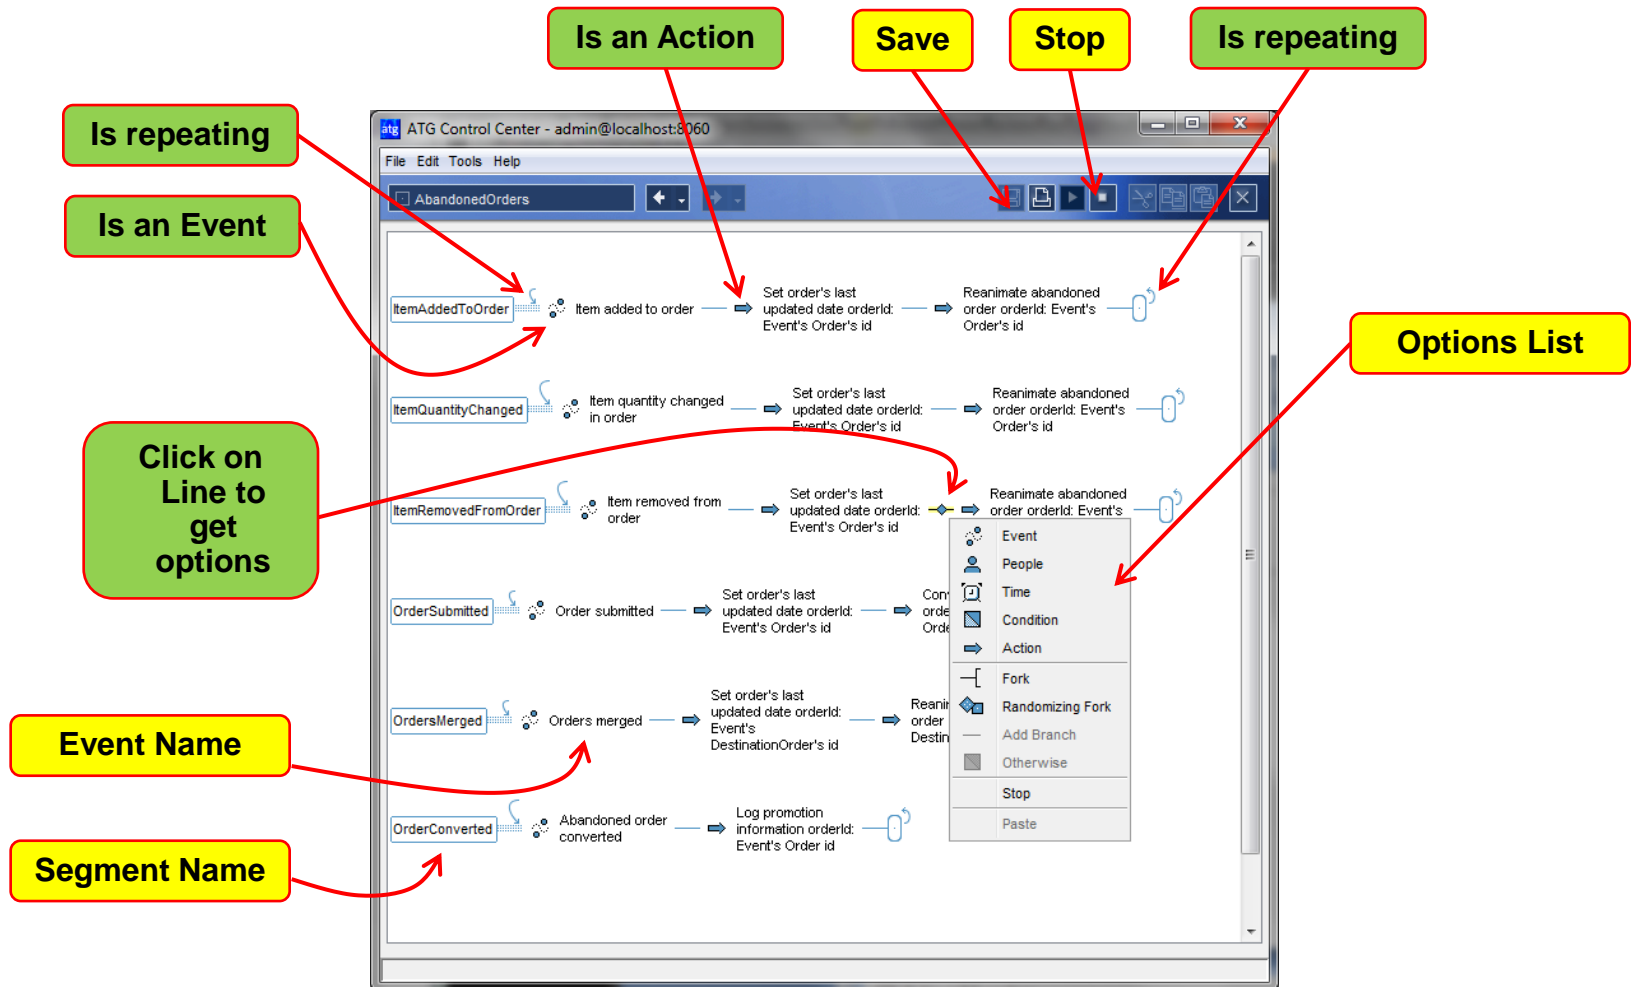 Is an Action
Save
Stop
Is repeating
Is repeating
Is an Event
atg ATG Control Center - admin@localhost:8060
File Edit Tools Help
AbandonedOrders
ItemAddedToOrder
Item added to order
Set order's last
updated date orderId:
Event's Order's id
Reanimate abandoned
order orderId: Event's
Order's id
Options List
ItemQuantityChanged
Item quantity changed
in order
Set order's last
updated date orderId:
Event's Order's id
Reanimate abandoned
order orderId: Event's
Order's id
Click on
Line to
get
options
ItemRemovedFromOrder
Item removed from
order
Set order's last
updated date orderId:
Event's Order's id
Reanimate abandoned
order orderId: Event's
Event
People
Time
Condition
Action
Fork
Randomizing Fork
Add Branch
Otherwise
Stop
Paste
OrderSubmitted
Order submitted
Set order's last
updated date orderId:
Event's Order's id
Con
orde
Orde
OrdersMerged
Orders merged
Set order's last
updated date orderId:
Event's
DestinationOrder's id
Reani
order
Destin
Event Name
OrderConverted
Abandoned order
converted
Log promotion
information orderId:
Event's Order id
Segment Name